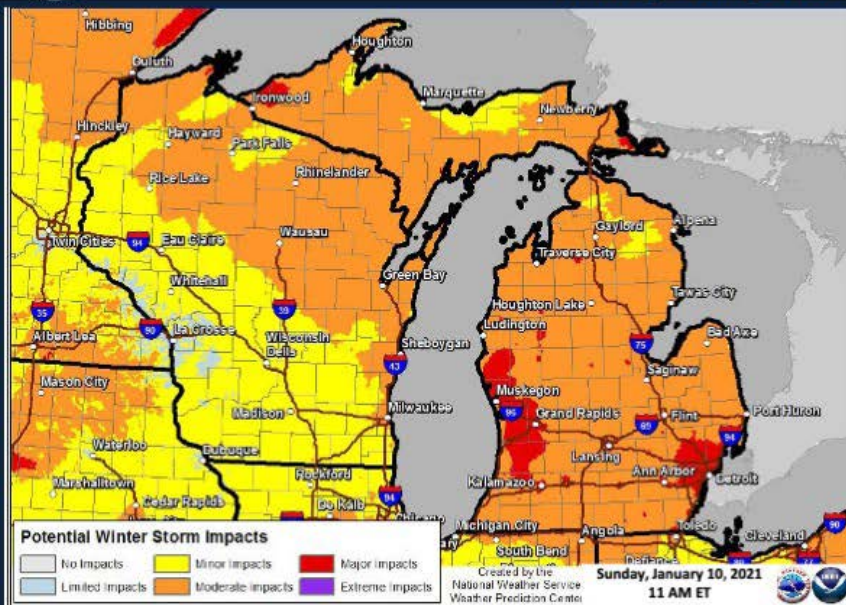 Hibbing
Houghton
Duluth
Ironwood
Marquette
Newberry
Hinckley
Hayward
Park Falls
Rice Lake
Rhinelander
Twin Cities
94
Eau Claire
Wausau
Gaylord
Alpena
Traverse City
Whitehall
Green Bay
Houghton Lake
Tawas City
35
90
39
Ludington
Bad Axe
Albert Lea
La Crosse
Wisconsin
Dells
Sheboygan
43
75
Saginaw
Mason City
Muskegon
96
Grand Rapids
69
Flint
Port Huron
Madison
Milwaukee
Lansing
94
Waterloo
Dubuque
Rockford
Kalamazoo
Ann Arbor
Detroit
Marshalltown
Cedar Rapids
De Kalb
94
Chicago
Michigan City
South Bend
Angola
Toledo
Cleveland
90
Defiance
Potential Winter Storm Impacts
No Impacts
Minor Impacts
Major Impacts
Limited Impacts
Moderate Impacts
Extreme Impacts
Created by the
National Weather Service
Weather Prediction Center
Sunday, January 10, 2021
11 AM ET